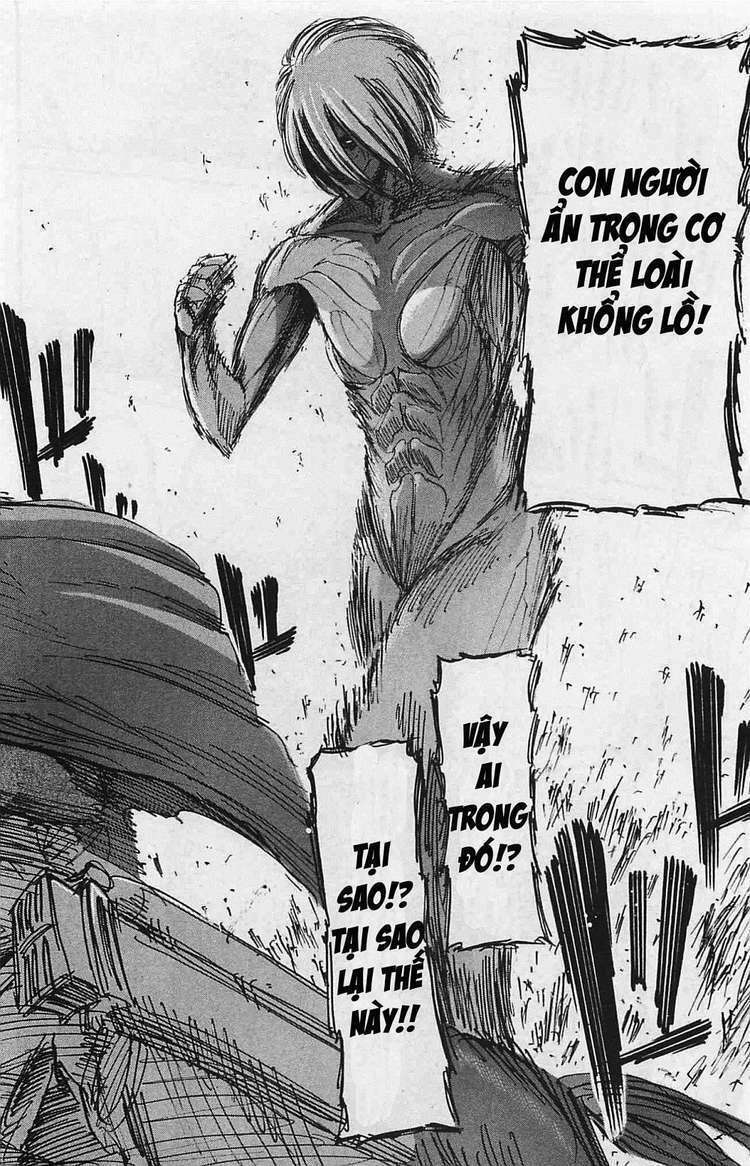 CON NGƯỜI
ẨN TRONG CƠ
THỂ LOÀI
KHỔNG LỒ!
VẬY
AI
TRONG
ĐÓ!?
TẠI
SAO!?
TẠI SAO
LẠI THẾ
NÀY!!